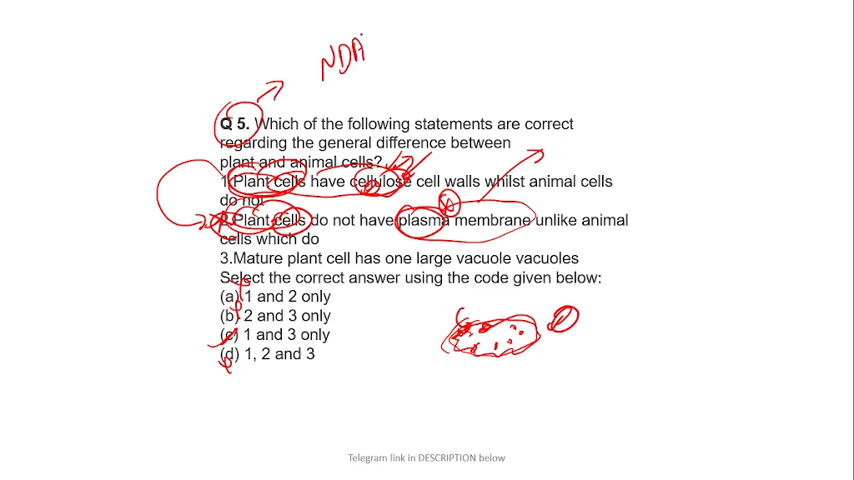 NDA
Q 5. Which of the following statements are correct
regarding the general difference between
plant and animal cells?
1.Plant cells have cellulose cell walls whilst animal cells
do not
2.Plant cells do not have plasma membrane unlike animal
cells which do
3.Mature plant cell has one large vacuole vacuoles
Select the correct answer using the code given below:
(a) 1 and 2 only
(b) 2 and 3 only
(c) 1 and 3 only
(d) 1, 2 and 3
Telegram link in DESCRIPTION below